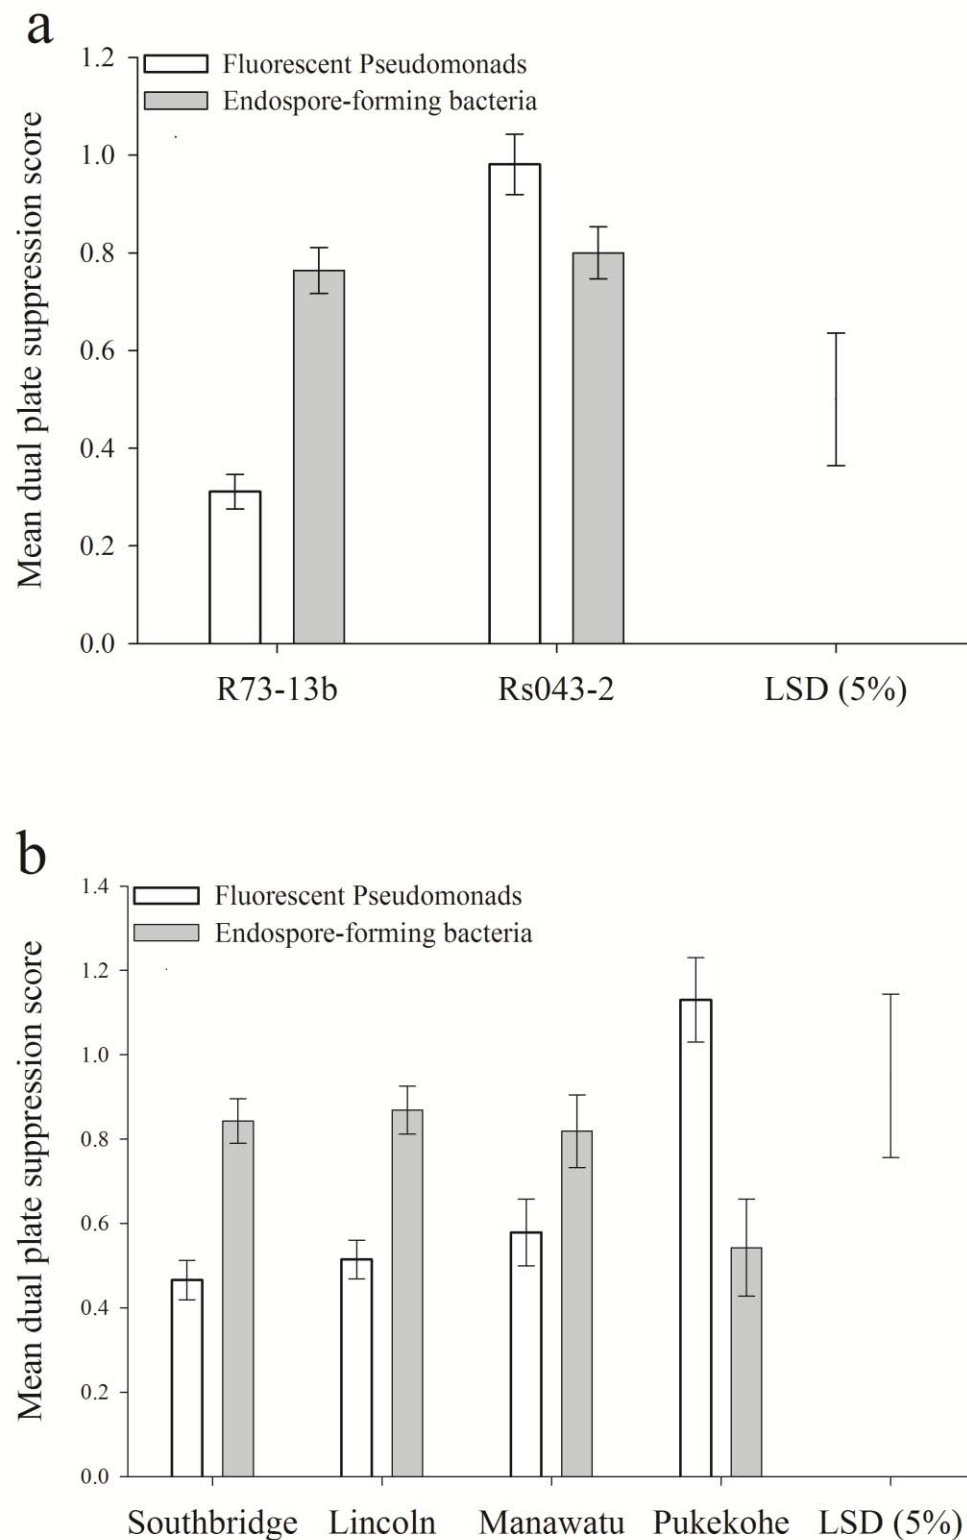 a
Mean dual plate suppression score
1.2
1.0
0.8
0.6
0.4
0.2
0.0
Fluorescent Pseudomonads
Endospore-forming bacteria
R73-13b Rs043-2 LSD (5%)
b
Mean dual plate suppression score
1.4
1.2
1.0
0.8
0.6
0.4
0.2
0.0
Fluorescent Pseudomonads
Endospore-forming bacteria
Southbridge Lincoln Manawatu Pukekohe LSD (5%)